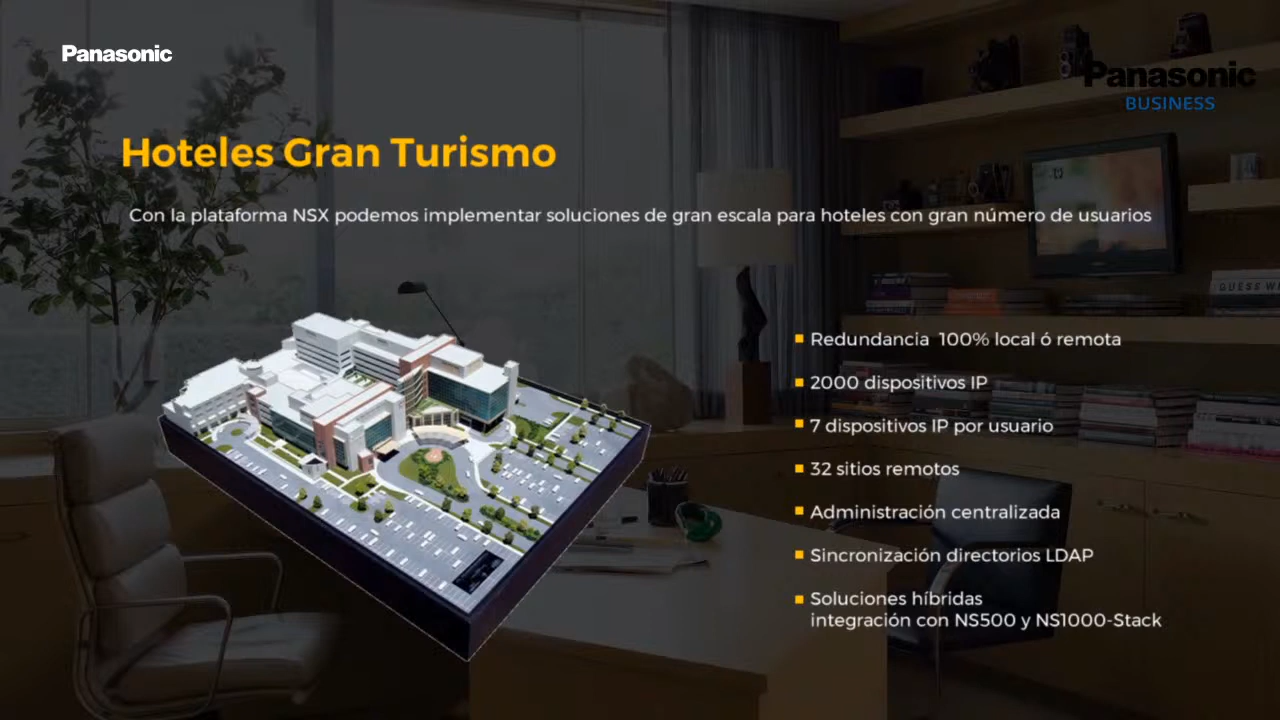 Panasonic
Panasonic
BUSINESS
Hoteles Gran Turismo
Con la plataforma NSX podemos implementar soluciones de gran escala para hoteles con gran número de usuarios
GUESS W
Redundancia 100% local ó remota
2000 dispositivos IP
7 dispositivos IP por usuario
32 sitios remotos
Administración centralizada
Sincronización directorios LDAP
Soluciones híbridas
integración con NS500 y NS1000-Stack